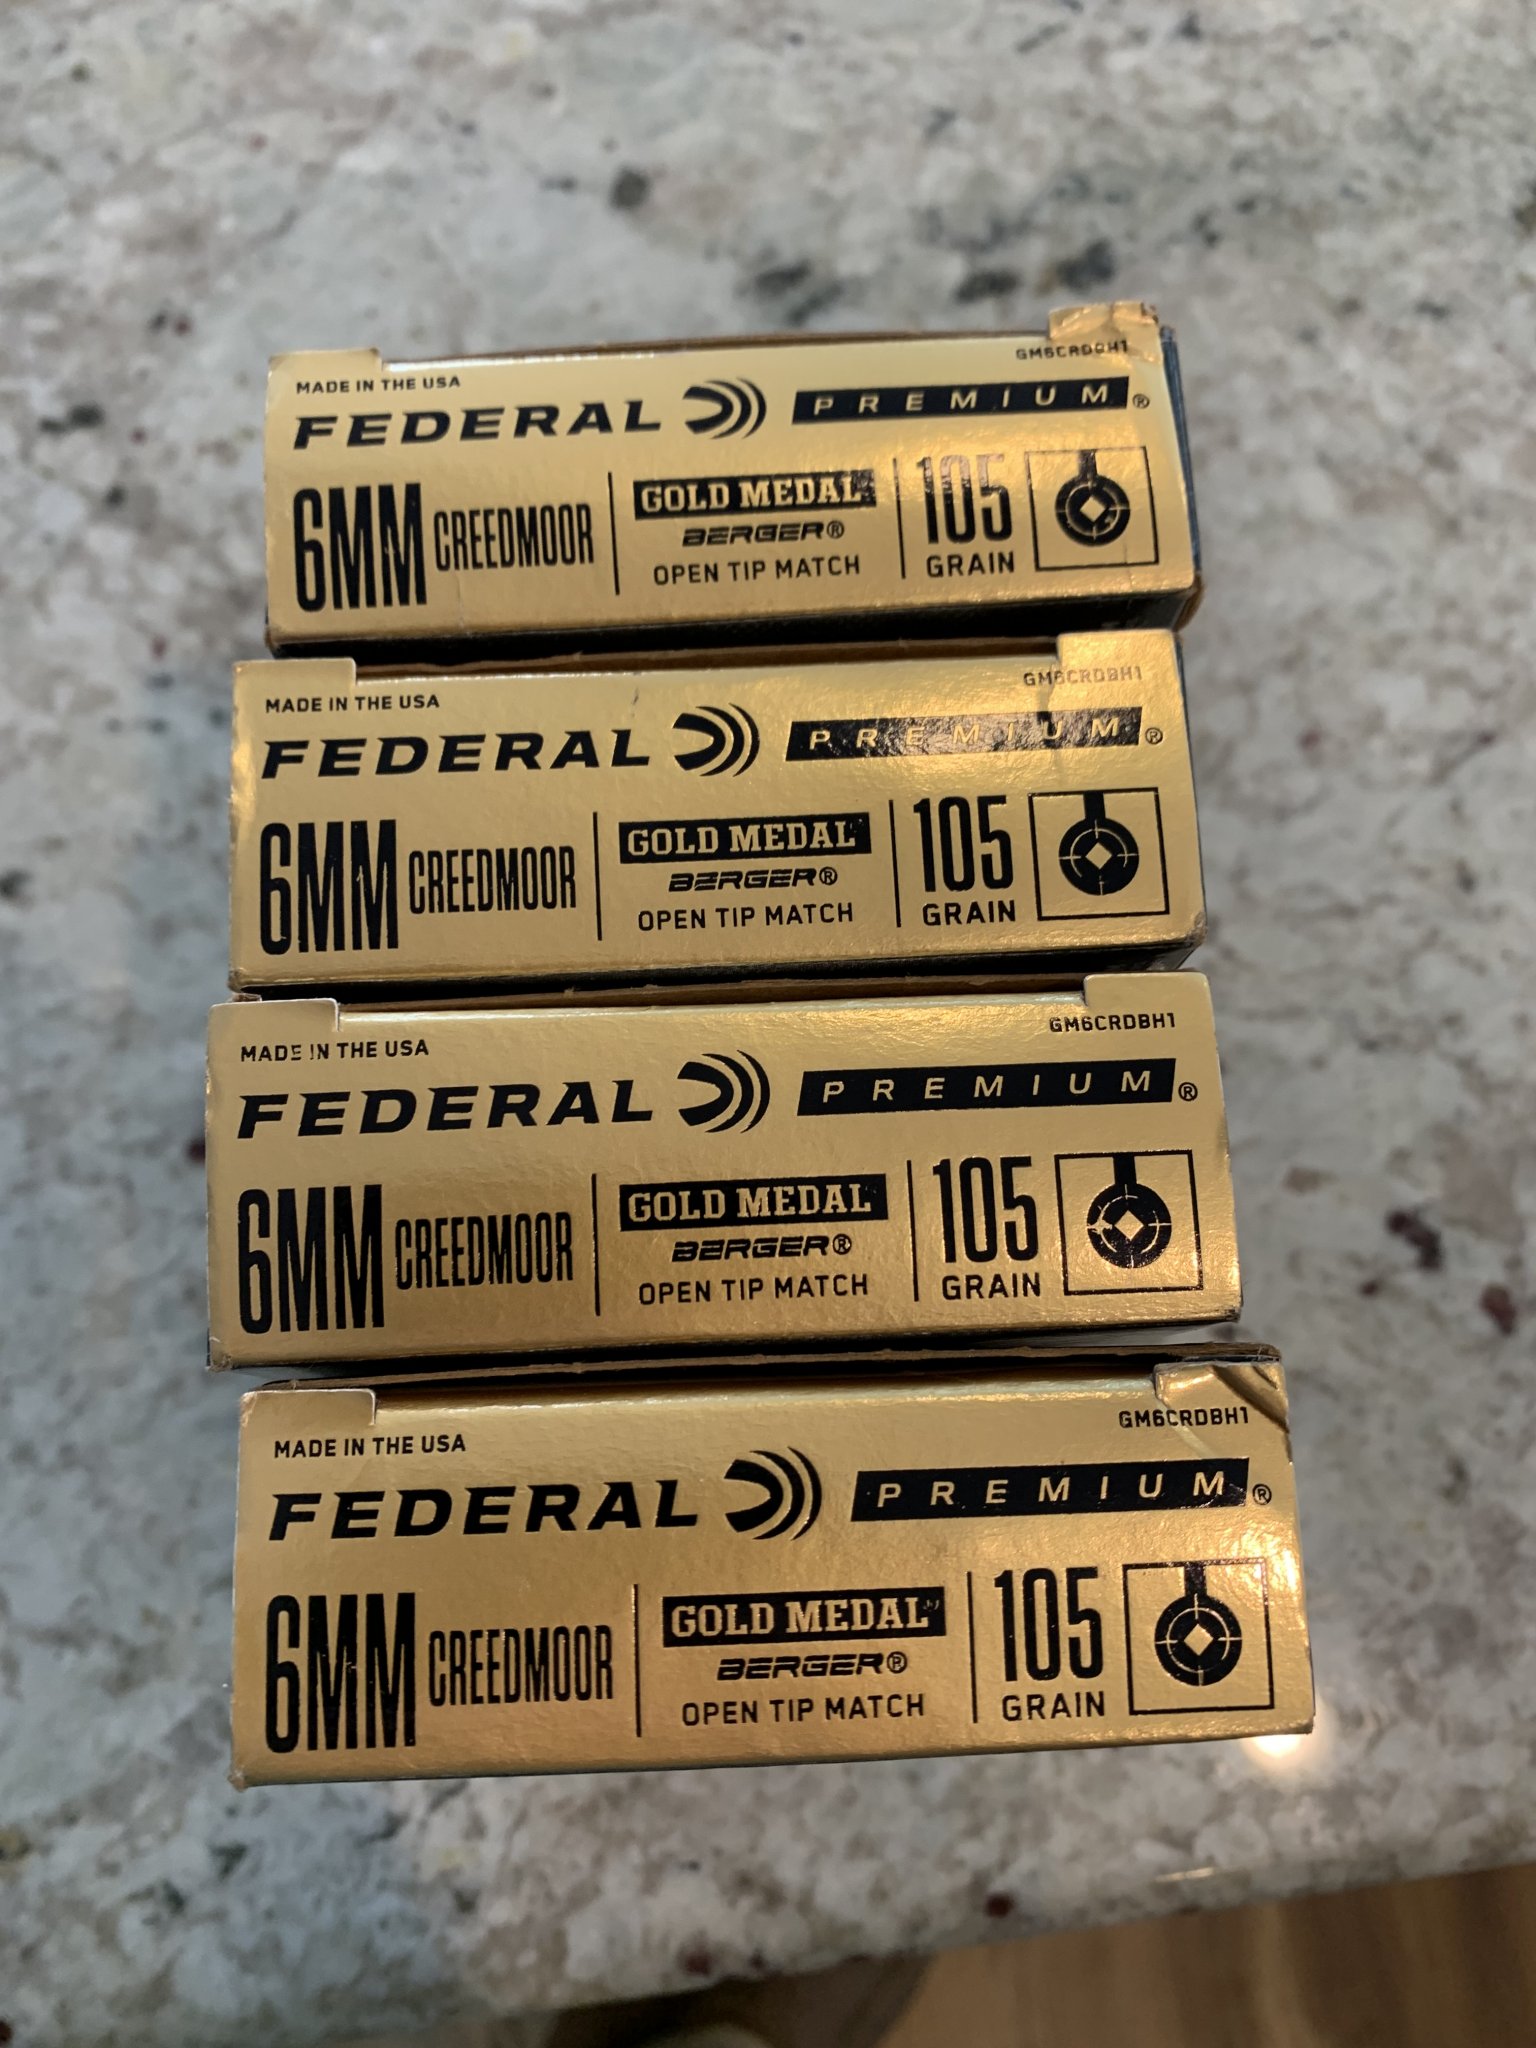 MADE IN THE USA
GM6CRDBH1
FEDERAL PREMIUM®
6MM CREEDMOOR
GOLD MEDAL
BERGER®
OPEN TIP MATCH
105
GRAIN
MADE IN THE USA
GM6CRDBH1
FEDERAL PREMIUM®
6MM CREEDMOOR
GOLD MEDAL
BERGER®
OPEN TIP MATCH
105
GRAIN
MADE IN THE USA
GM6CRDBH1
FEDERAL PREMIUM®
6MM CREEDMOOR
GOLD MEDAL
BERGER®
OPEN TIP MATCH
105
GRAIN
MADE IN THE USA
GM6CRDBH1
FEDERAL PREMIUM®
6MM CREEDMOOR
GOLD MEDAL
BERGER®
OPEN TIP MATCH
105
GRAIN